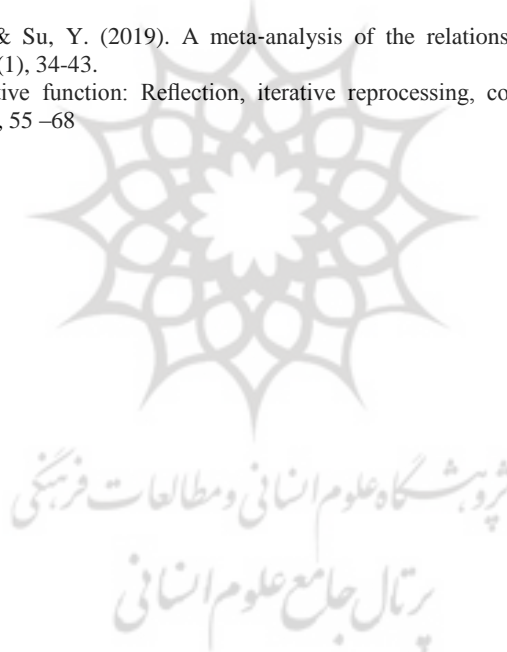 & Su, Y. (2019). A meta-analysis of the relations
(1), 34-43.
tive function: Reflection, iterative reprocessing, co
, 55 –68
پژوهشگاه علوم انسانی و مطالعات فرهنگی
پرتال جامع علوم انسانی